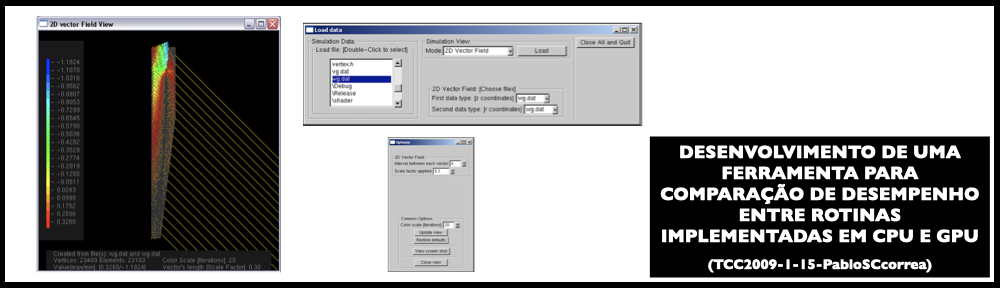 2D vector Field View
-1.1824
-1.1070
-1.0316
-0.9562
-0.8808
-0.8053
-0.7299
-0.6545
-0.5790
-0.5036
-0.4282
-0.3528
-0.2774
-0.2019
-0.1265
-0.0511
0.0243
0.0998
0.1752
0.2506
0.3260
Created from file(s): wg.dat and wg.dat
Vertices: 23409 Elements: 23103 Color Scale [Iterations]: 20
Value[max/min]: [0.3260/-1.1824] Vector's length [Scale Factor]: 0.30
Load data
Simulation Data:
Load file: [Double-Click to select]
vertex.h
vg.dat
wg.dat
\Debug
\Release
\shader
Simulation View:
Mode 2D Vector Field
Load
Close All and Quit
2D Vector Field: [Choose files]
First data type: [z coordinates] wg.dat
Second data type: [r coordinates] wg.dat
Options
2D Vector Field
Interval between each vector:
Scale factor applied: 0.3
Common Options:
Color scale [Iterations]: 20
Update view
Restore defaults
View screen shot
Close view
DESENVOLVIMENTO DE UMA
FERRAMENTA PARA
COMPARAÇÃO DE DESEMPENHO
ENTRE ROTINAS
IMPLEMENTADAS EM CPU E GPU
(TCC2009-1-15-PabloSCcorrea)